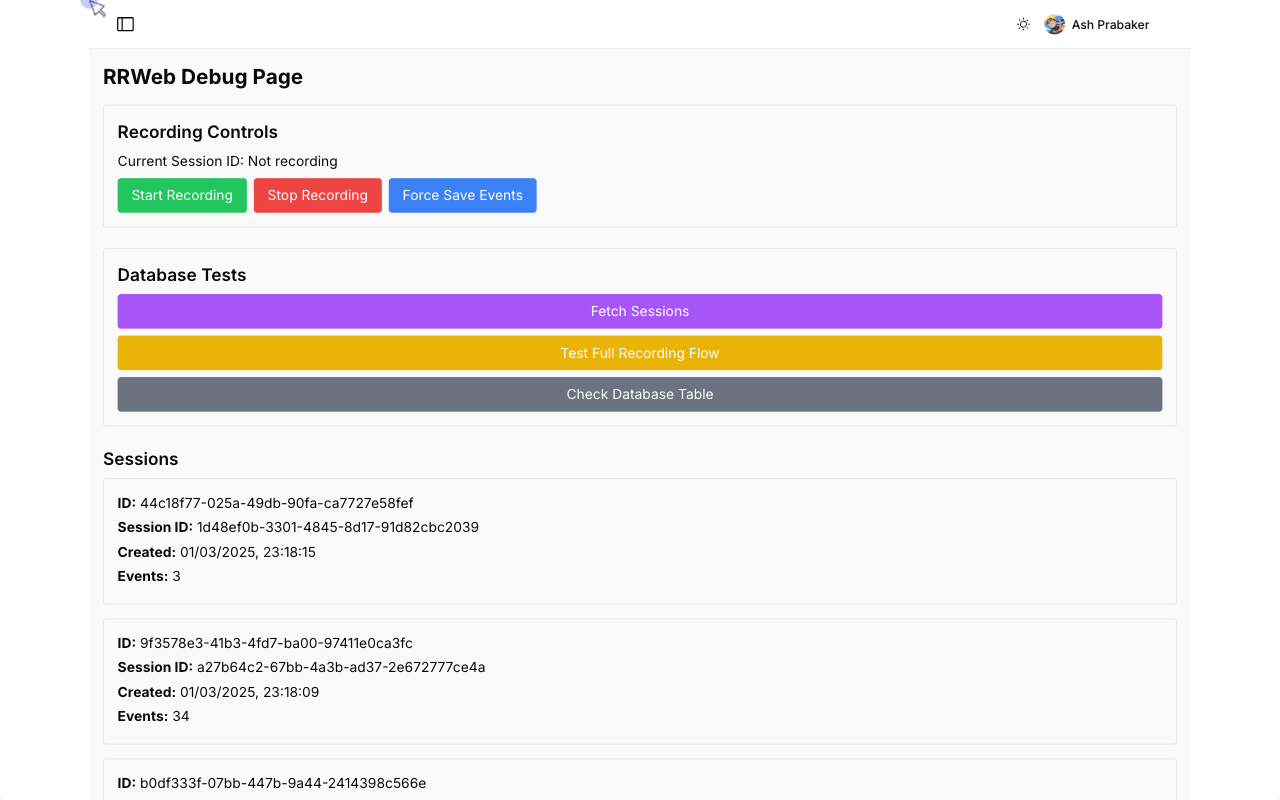 Ash Prabaker
RRWeb Debug Page
Recording Controls
Current Session ID: Not recording
Start Recording Stop Recording Force Save Events
Database Tests
Fetch Sessions
Test Full Recording Flow
Check Database Table
Sessions
ID: 44c18f77-025a-49db-90fa-ca7727e58fef
Session ID: 1d48ef0b-3301-4845-8d17-91d82cbc2039
Created: 01/03/2025, 23:18:15
Events: 3
ID: 9f3578e3-41b3-4fd7-ba00-97411e0ca3fc
Session ID: a27b64c2-67bb-4a3b-ad37-2e672777ce4a
Created: 01/03/2025, 23:18:09
Events: 34
ID: b0df333f-07bb-447b-9a44-2414398c566e